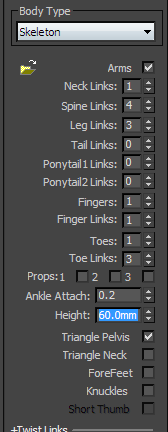 Body Type
Skeleton
Arms
Neck Links: 1
Spine Links: 4
Leg Links: 3
Tail Links: 0
Ponytail1 Links: 0
Ponytail2 Links: 0
Fingers: 1
Finger Links: 1
Toes: 1
Toe Links: 3
Props: 1 2 3
Ankle Attach: 0.2
Height: 60.0mm
Triangle Pelvis
Triangle Neck
ForeFeet
Knuckles
Short Thumb
+Twist Links